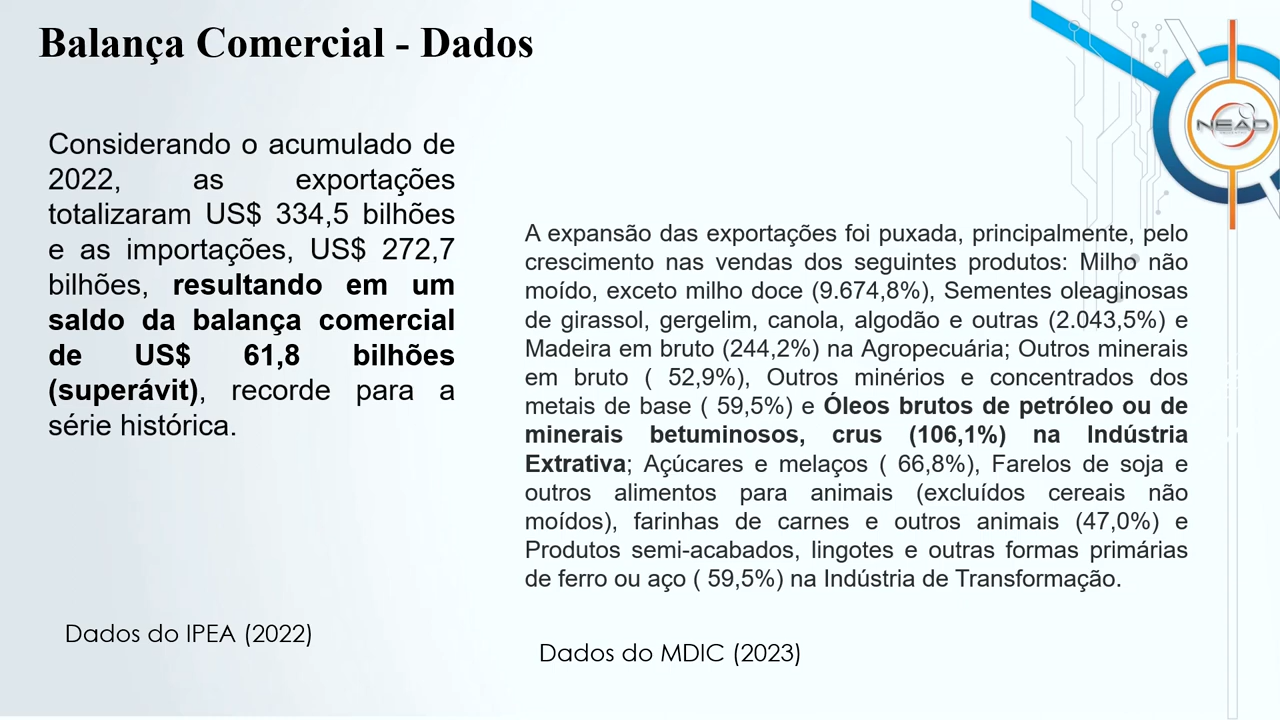 Balança Comercial - Dados
NEAD
Considerando o acumulado de
2022, as exportações
totalizaram US$ 334,5 bilhões
e as importações, US$ 272,7
bilhões, resultando em um
saldo da balança comercial
de US$ 61,8 bilhões
(superávit), recorde para a
série histórica.
Dados do IPEA (2022)
A expansão das exportações foi puxada, principalmente, pelo
crescimento nas vendas dos seguintes produtos: Milho não
moído, exceto milho doce (9.674,8%), Sementes oleaginosas
de girassol, gergelim, canola, algodão e outras (2.043,5%) e
Madeira em bruto (244,2%) na Agropecuária; Outros minerais
em bruto ( 52,9%), Outros minérios e concentrados dos
metais de base ( 59,5%) e Óleos brutos de petróleo ou de
minerais betuminosos, crus (106,1%) na Indústria
Extrativa; Açúcares e melaços ( 66,8%), Farelos de soja e
outros alimentos para animais (excluídos cereais não
moídos), farinhas de carnes e outros animais (47,0%) e
Produtos semi-acabados, lingotes e outras formas primárias
de ferro ou aço ( 59,5%) na Indústria de Transformação.
Dados do MDIC (2023)